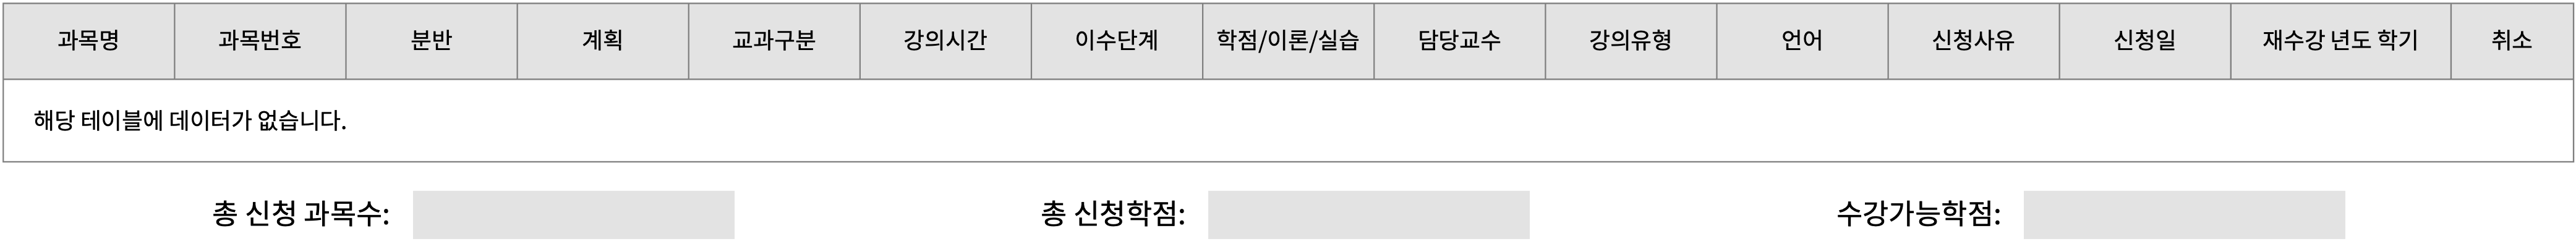 과목명 과목번호 분반 계획 교과구분 강의시간 이수단계 학점/이론/실습 담당교수 강의유형 언어 신청사유 신청일 재수강 년도 학기 취소
해당 테이블에 데이터가 없습니다.
총 신청 과목수: 총 신청학점: 수강가능학점: